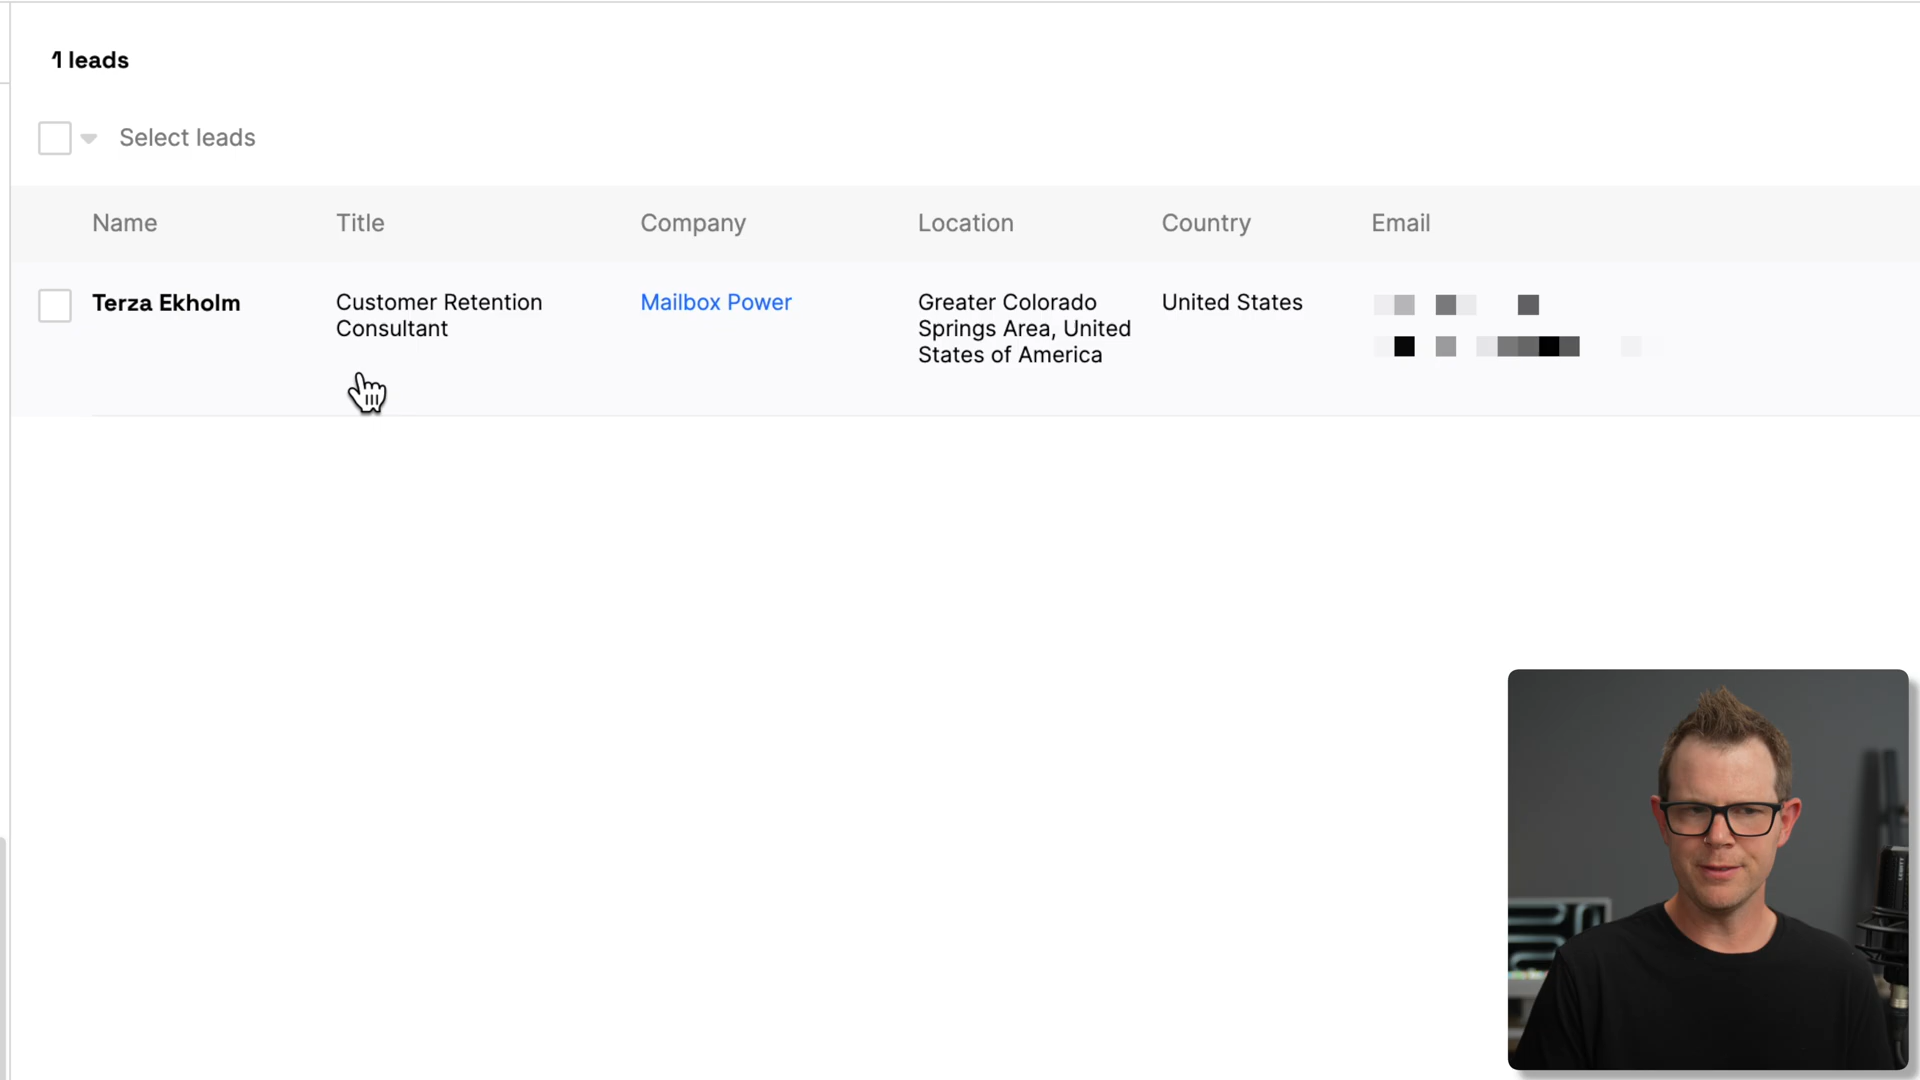 1 leads
Select leads
Name Title Company Location Country Email
Terza Ekholm Customer Retention Mailbox Power Greater Colorado United States
Consultant Springs Area, United
States of America